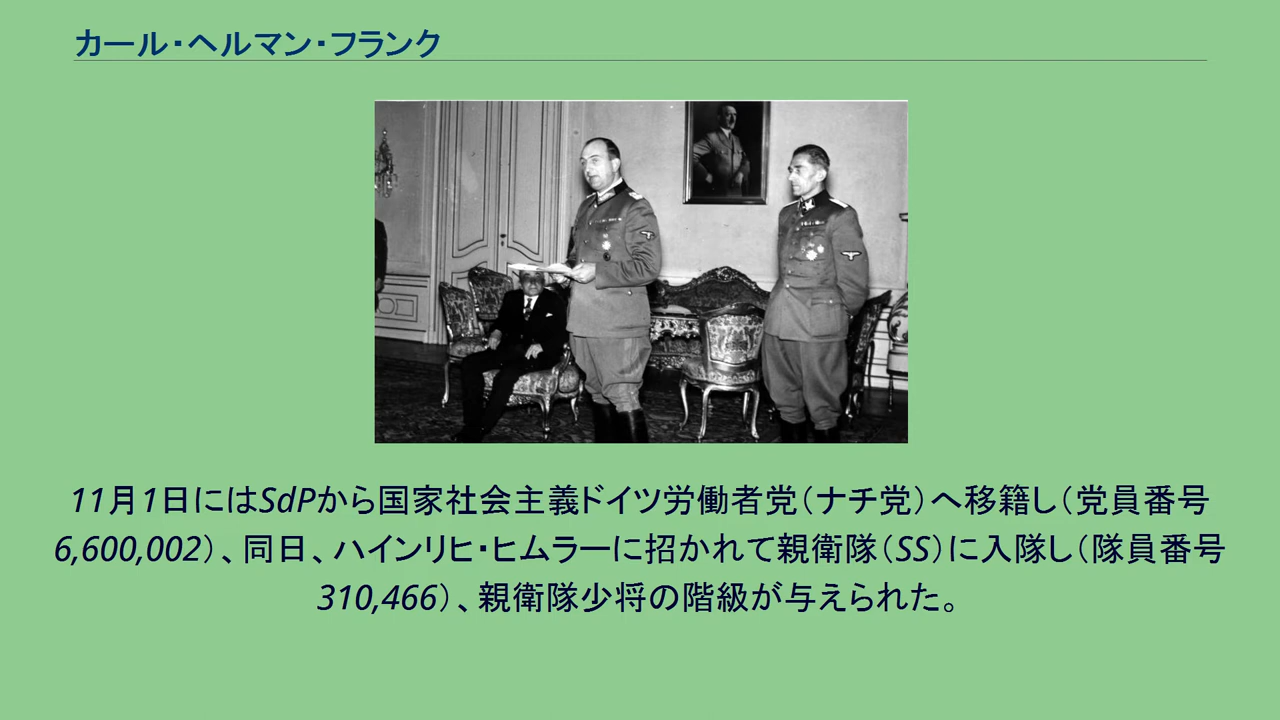 カール・ヘルマン・フランク
11月1日にはSdPから国家社会主義ドイツ労働者党（ナチ党）へ移籍し（党員番号
6,600,002）、同日、ハインリヒ・ヒムラーに招かれて親衛隊（SS）に入隊し（隊員番号
310,466）、親衛隊少将の階級が与えられた。